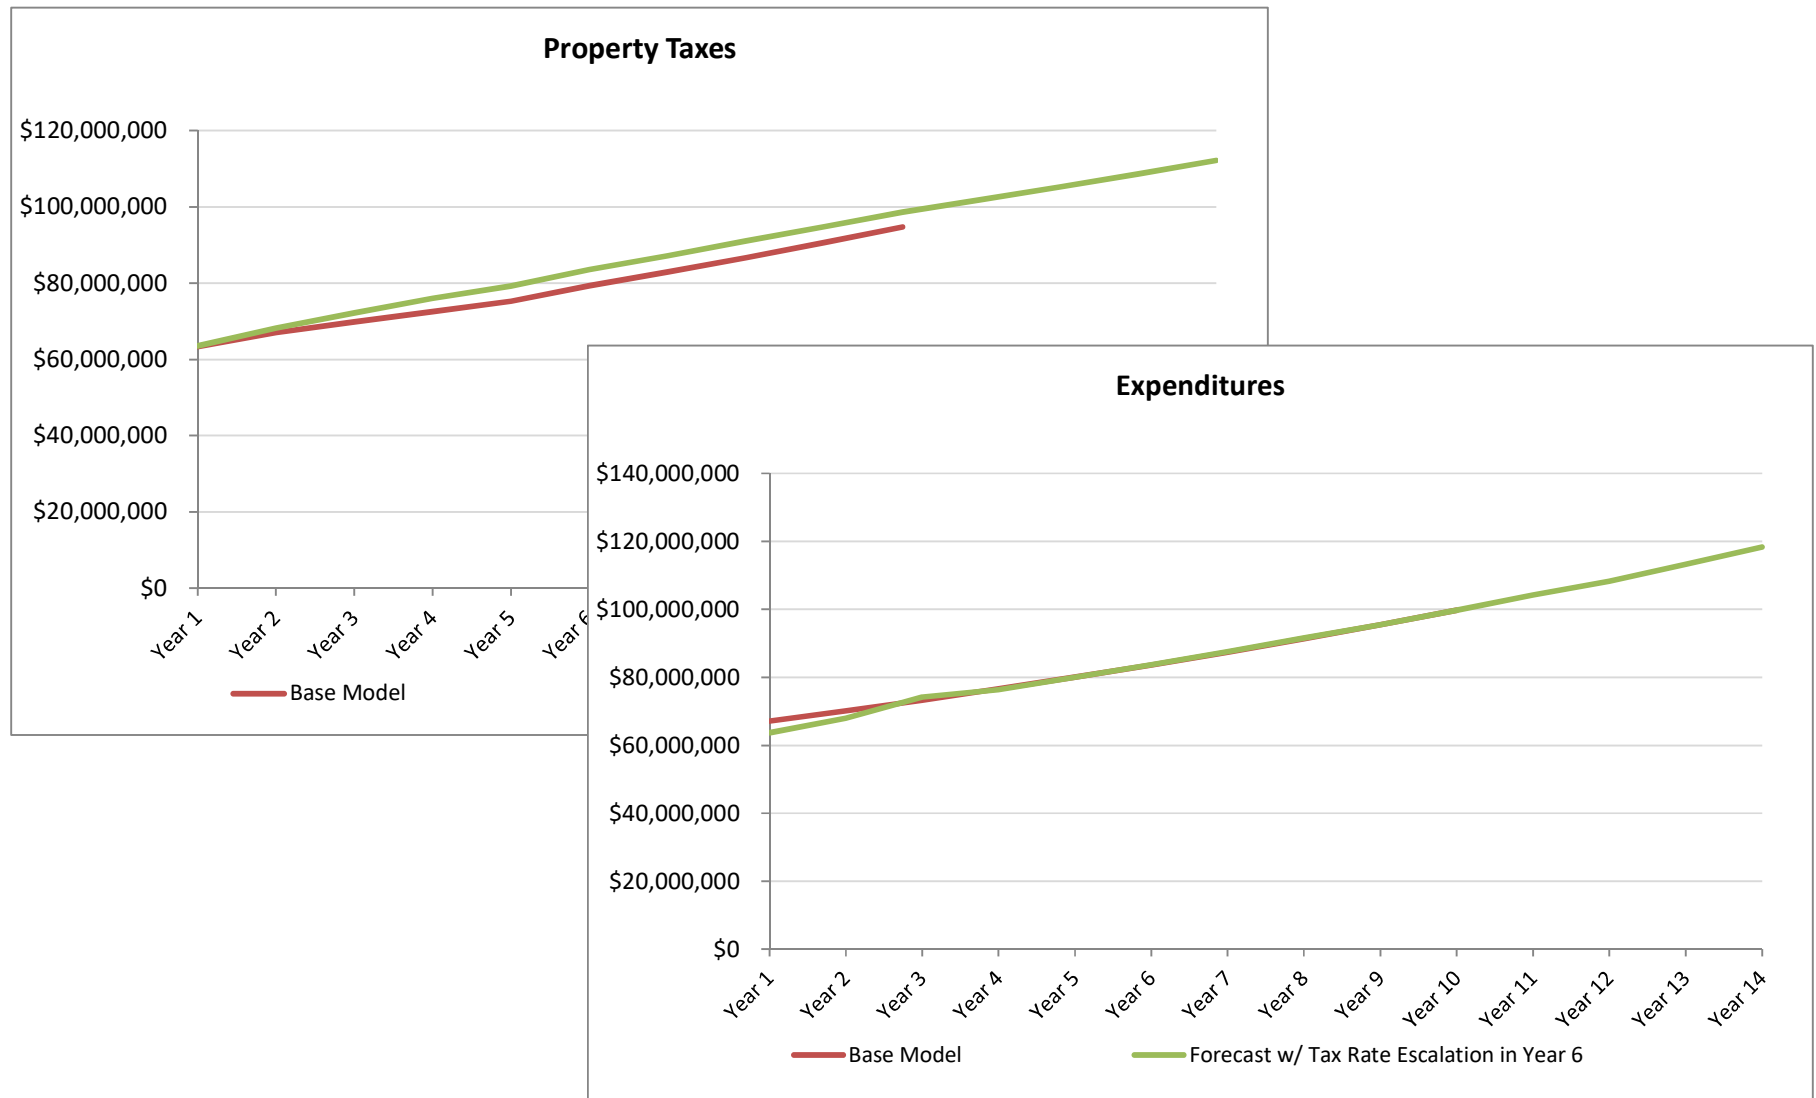 Property Taxes
$120,000,000
$100,000,000
$80,000,000
$60,000,000
$40,000,000
$20,000,000
$0
Year 1
Year 2
Year 3
Year 4
Year 5
Year 6
Base Model
Expenditures
$140,000,000
$120,000,000
$100,000,000
$80,000,000
$60,000,000
$40,000,000
$20,000,000
$0
Year 1
Year 2
Year 3
Year 4
Year 5
Year 6
Year 7
Year 8
Year 9
Year 10
Year 11
Year 12
Year 13
Year 14
Base Model
Forecast w/ Tax Rate Escalation in Year 6